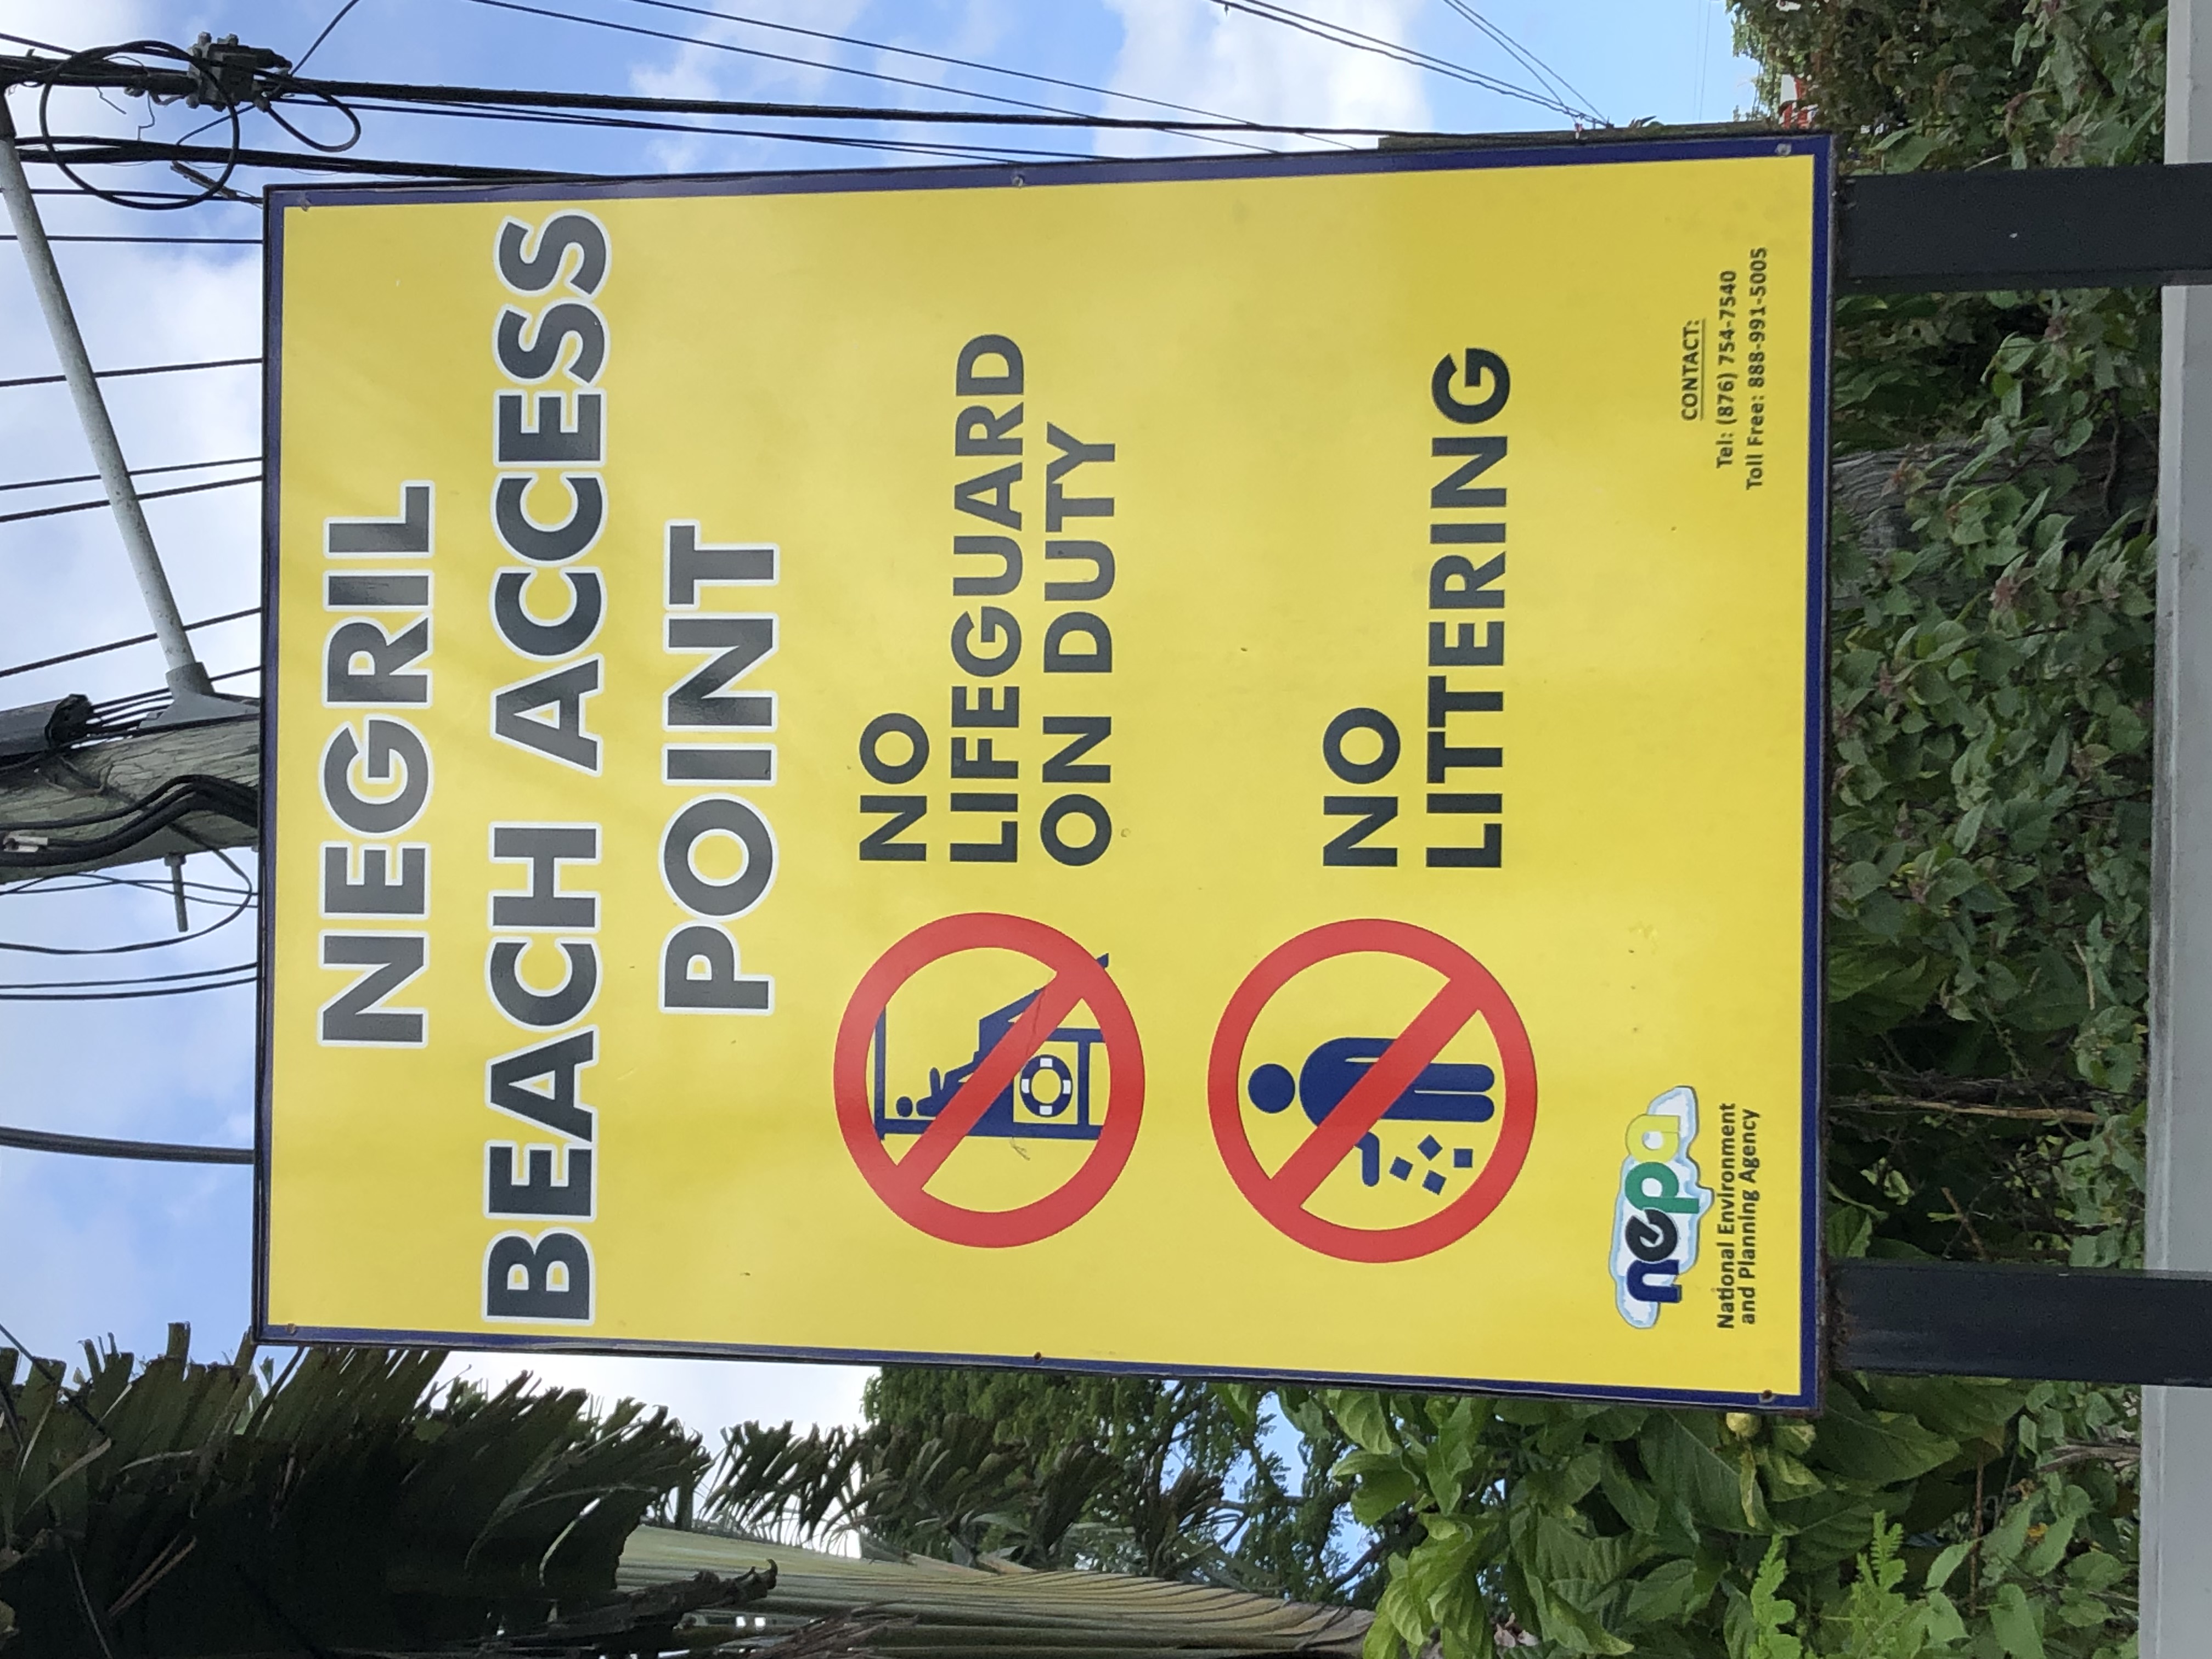 NEGRIL
BEACH ACCESS
POINT
NO
LIFEGUARD
ON DUTY
NO
LITTERING
nepa
National Environment
and Planning Agency
CONTACT:
Tel: (876) 754-7540
Toll Free: 888-991-5005